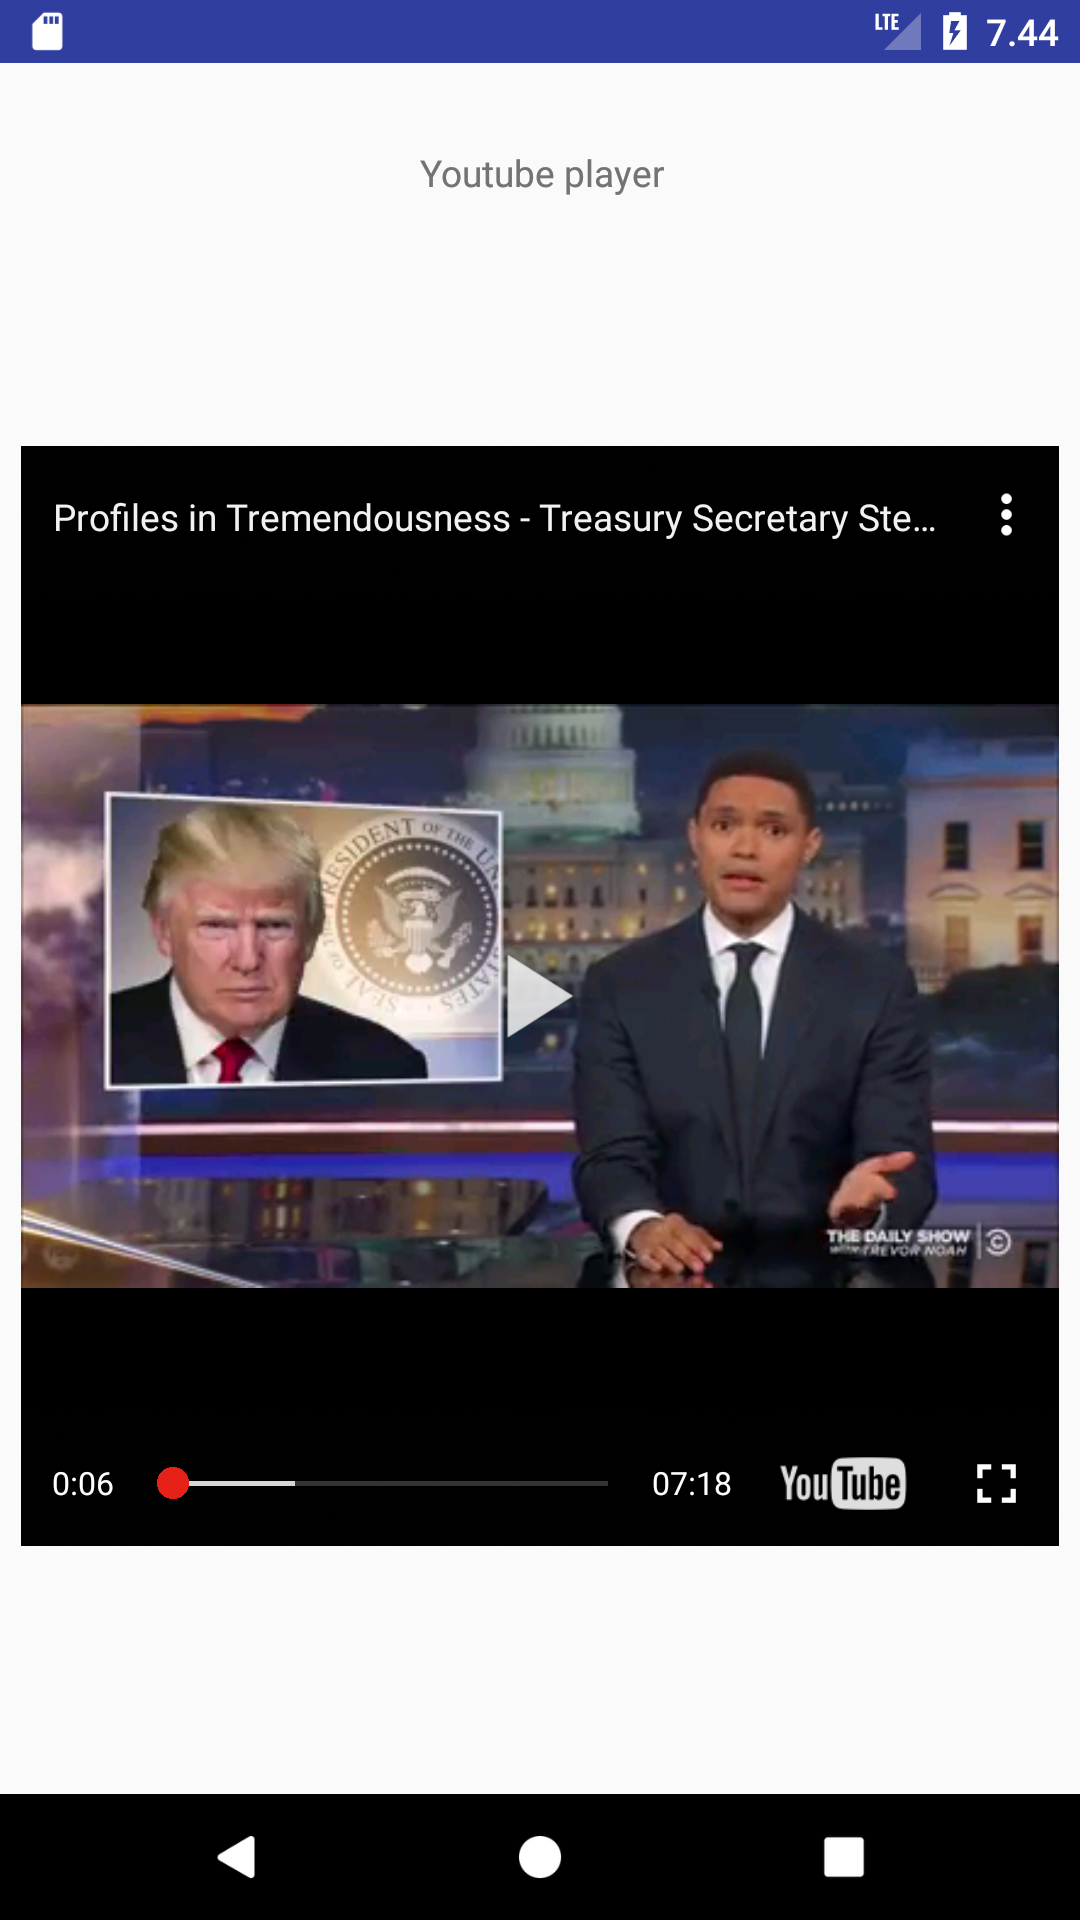 LTE 7.44
Youtube player
Profiles in Tremendousness - Treasury Secretary Ste...
PRESIDENT OF THE UN
STATES
SEAL OF THE
THE DAILY SHOW
WITH TREVOR NOAH
0:06 07:18 YouTube